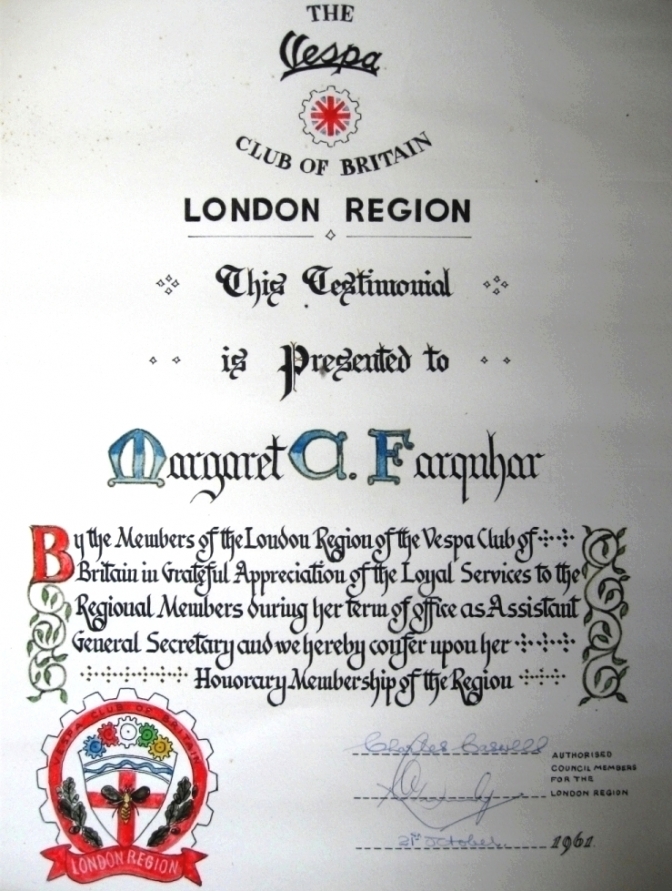 THE
Vespa
CLUB OF BRITAIN
LONDON REGION
This Testimonial
is Presented to
Margaret A. Farquhar
By the Members of the London Region of the Vespa Club of
Britain in Grateful Appreciation of the Loyal Services to the
Regional Members during her term of office as Assistant
General Secretary and we hereby confer upon her
Honorary Membership of the Region
VESPA CLUB OF BRITAIN
LONDON REGION
Charles
AUTHORISED
COUNCIL MEMBERS
FOR THE
LONDON REGION
21st October 1961